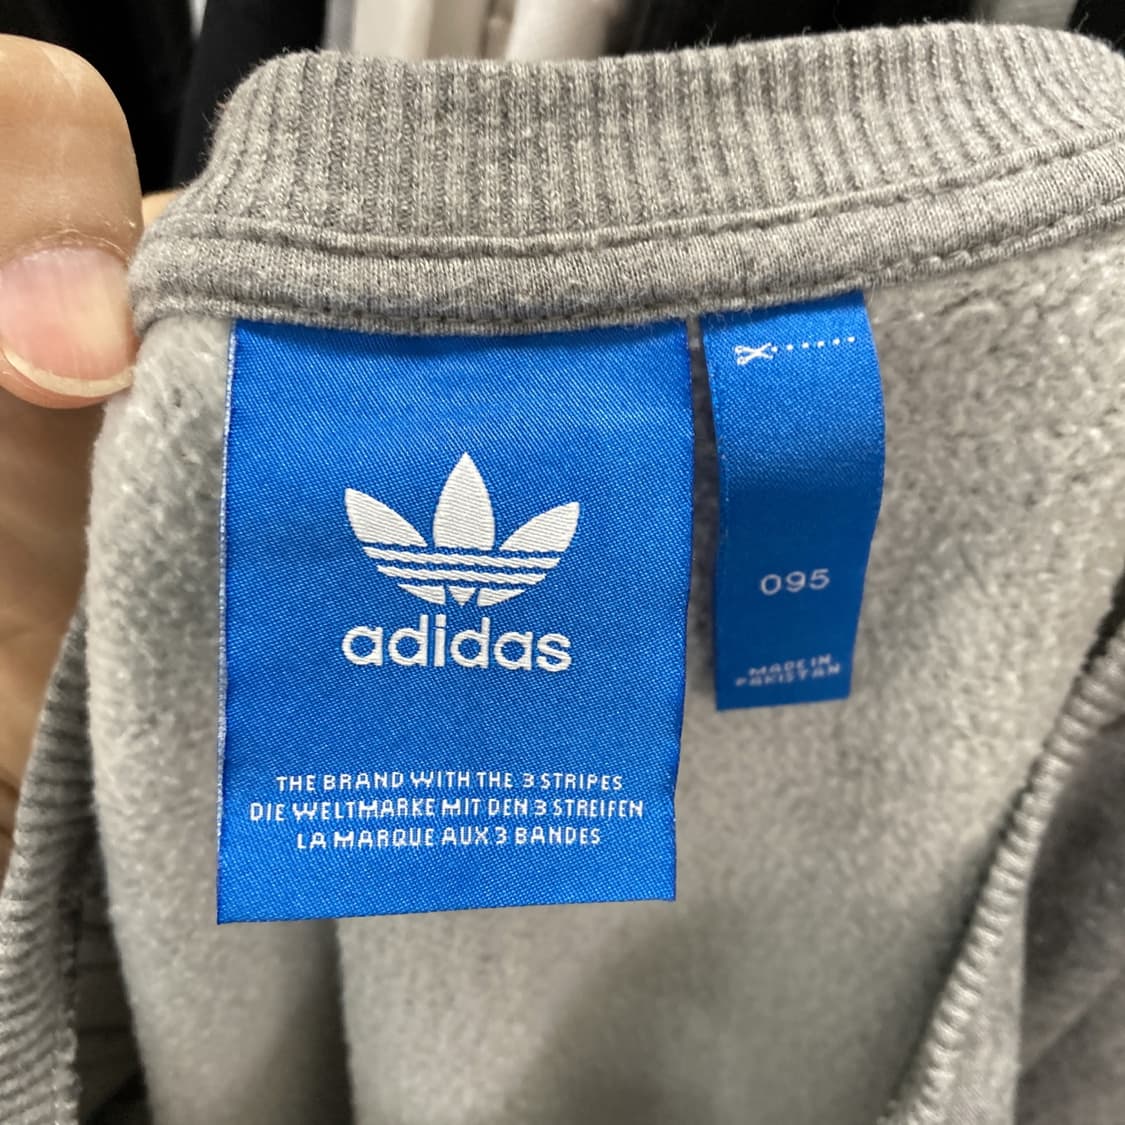 adidas
THE BRAND WITH THE 3 STRIPES
DIE WELTMARKE MIT DEN 3 STREIFEN
LA MARQUE AUX 3 BANDES
095
MADE IN
PAKISTAN